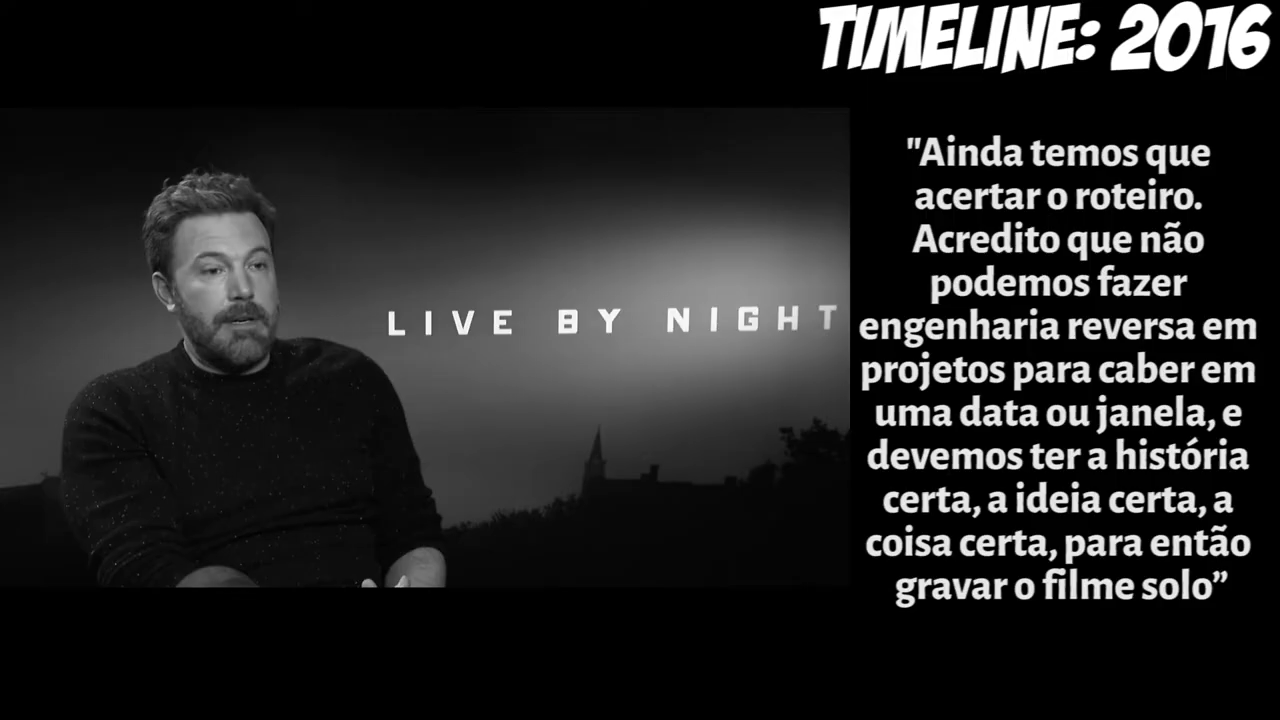 TIMELINE: 2016
LIVE BY NIGHT
"Ainda temos que
acertar o roteiro.
Acredito que não
podemos fazer
engenharia reversa em
projetos para caber em
uma data ou janela, e
devemos ter a história
certa, a ideia certa, a
coisa certa, para então
gravar o filme solo”